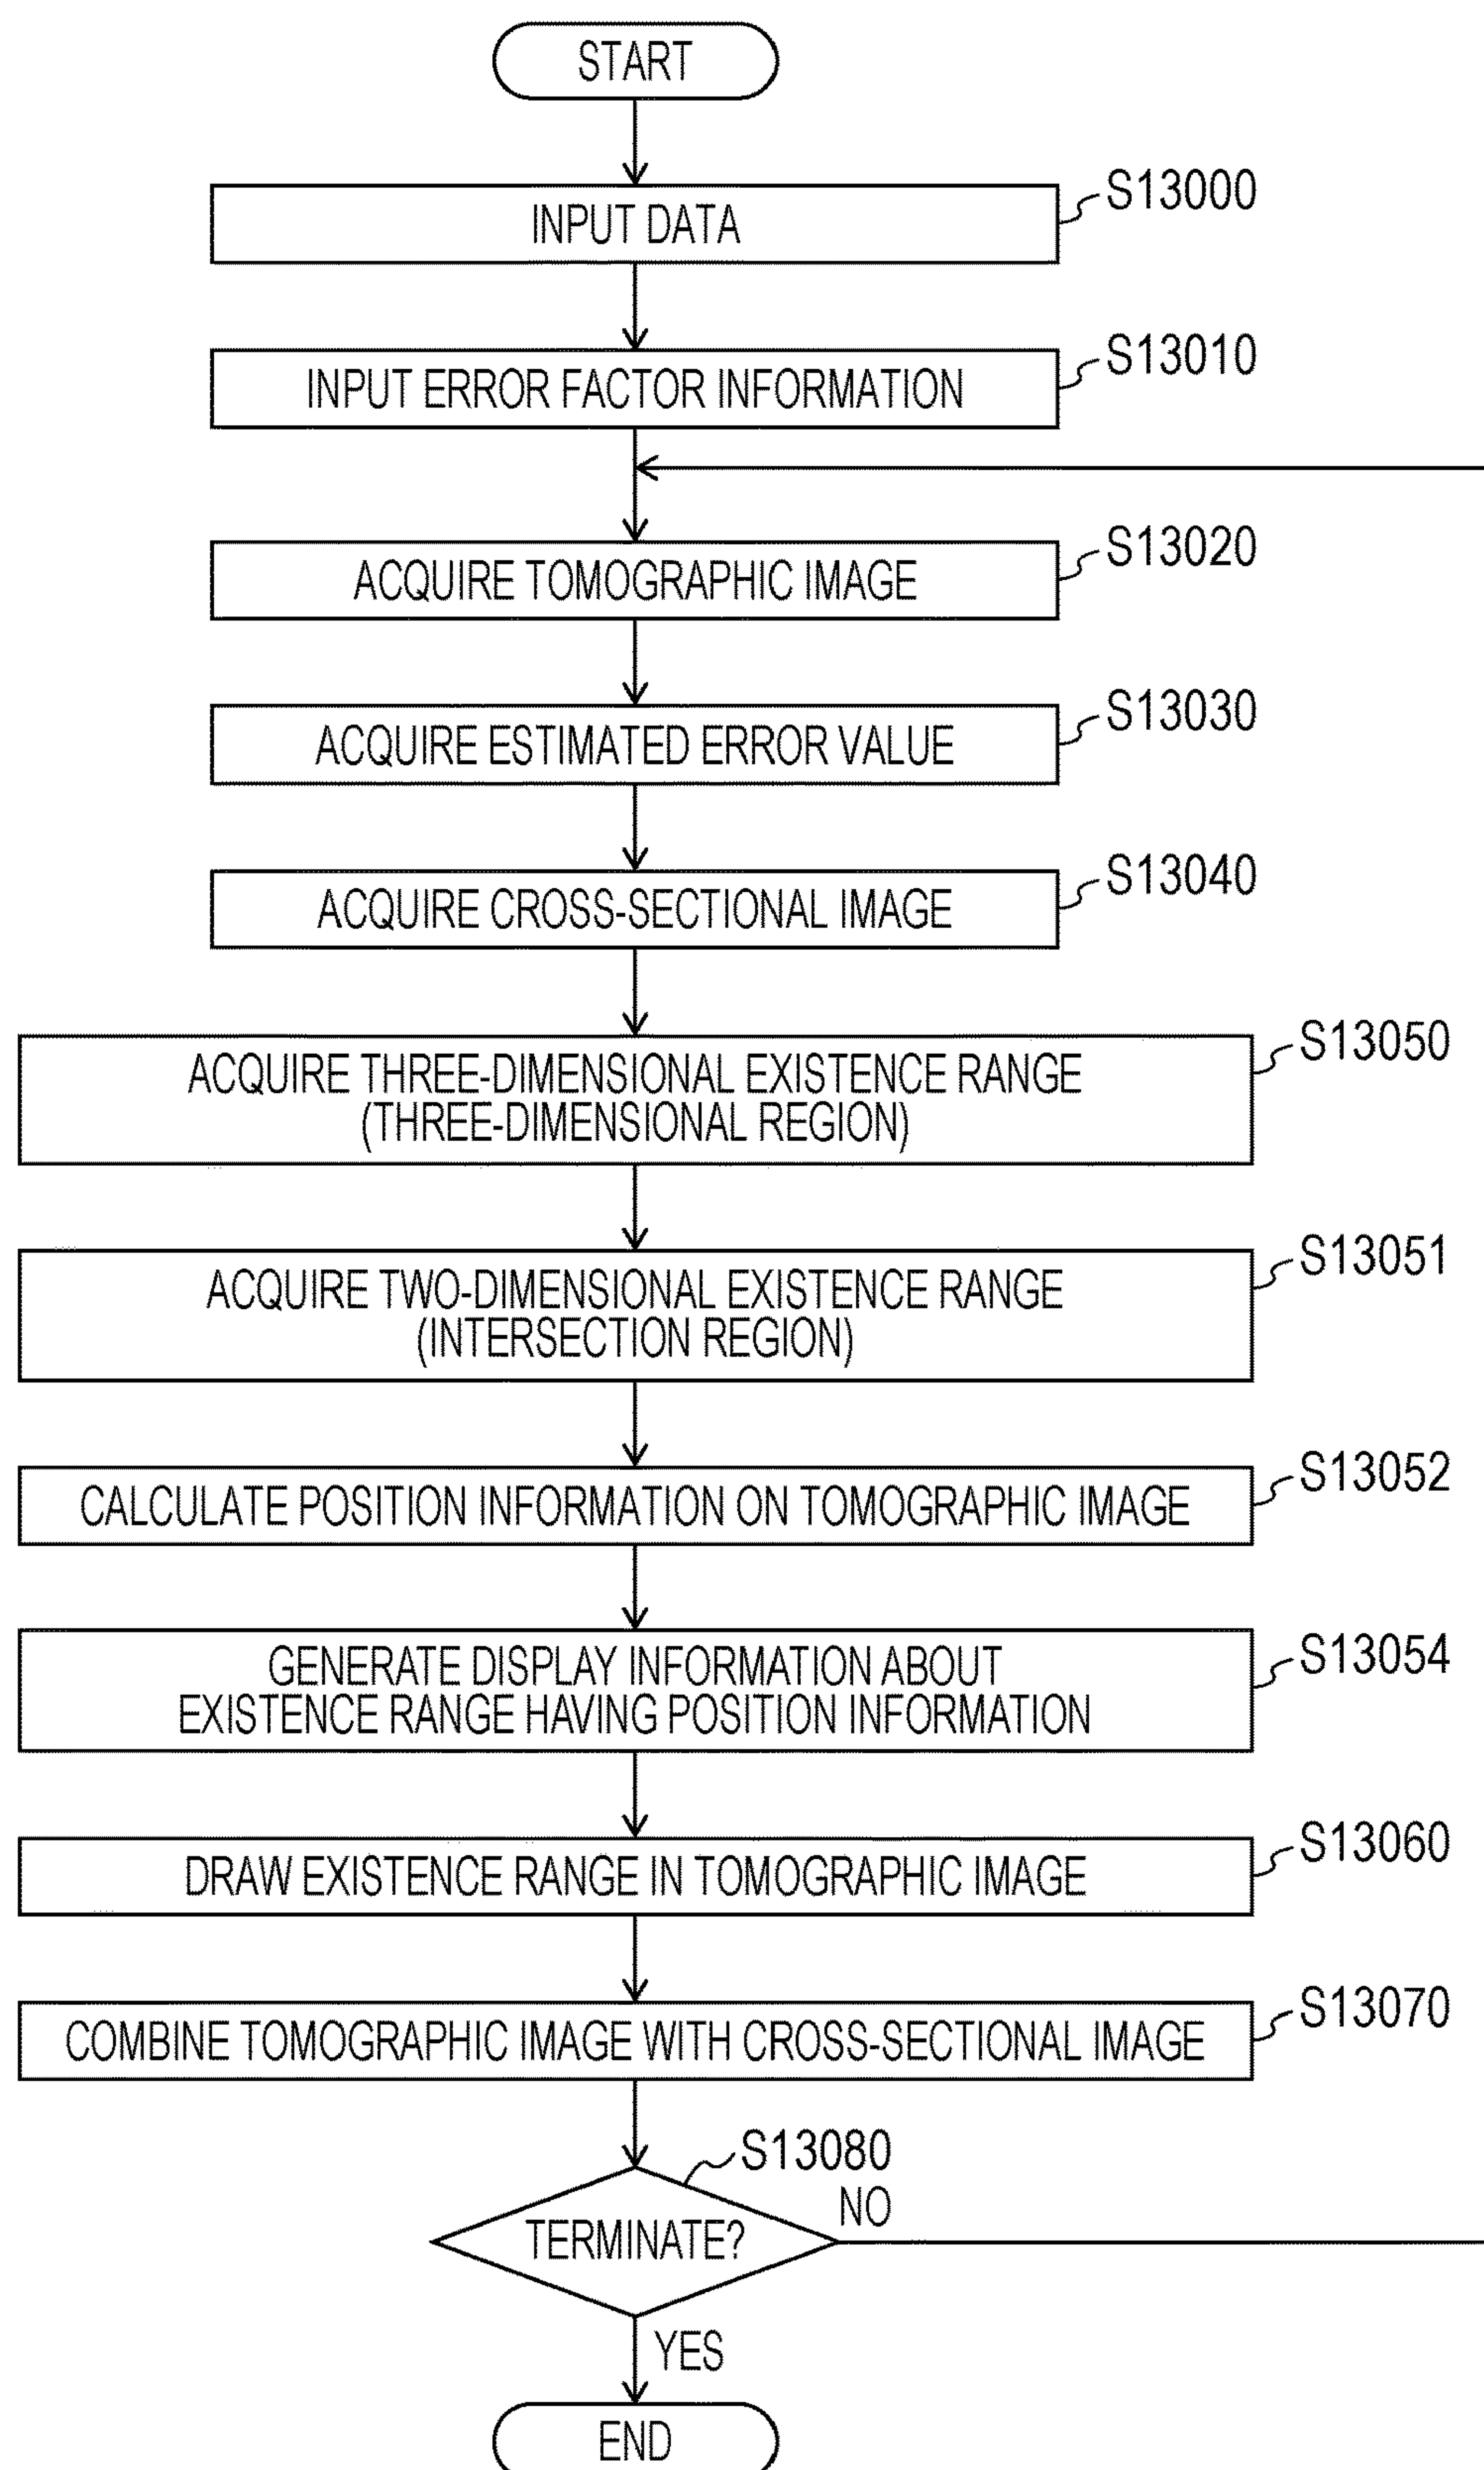 START
S13000
INPUT DATA
S13010
INPUT ERROR FACTOR INFORMATION
S13020
ACQUIRE TOMOGRAPHIC IMAGE
S13030
ACQUIRE ESTIMATED ERROR VALUE
S13040
ACQUIRE CROSS-SECTIONAL IMAGE
S13050
ACQUIRE THREE-DIMENSIONAL EXISTENCE RANGE
(THREE-DIMENSIONAL REGION)
S13051
ACQUIRE TWO-DIMENSIONAL EXISTENCE RANGE
(INTERSECTION REGION)
S13052
CALCULATE POSITION INFORMATION ON TOMOGRAPHIC IMAGE
S13054
GENERATE DISPLAY INFORMATION ABOUT
EXISTENCE RANGE HAVING POSITION INFORMATION
S13060
DRAW EXISTENCE RANGE IN TOMOGRAPHIC IMAGE
S13070
COMBINE TOMOGRAPHIC IMAGE WITH CROSS-SECTIONAL IMAGE
S13080
NO
TERMINATE?
YES
END